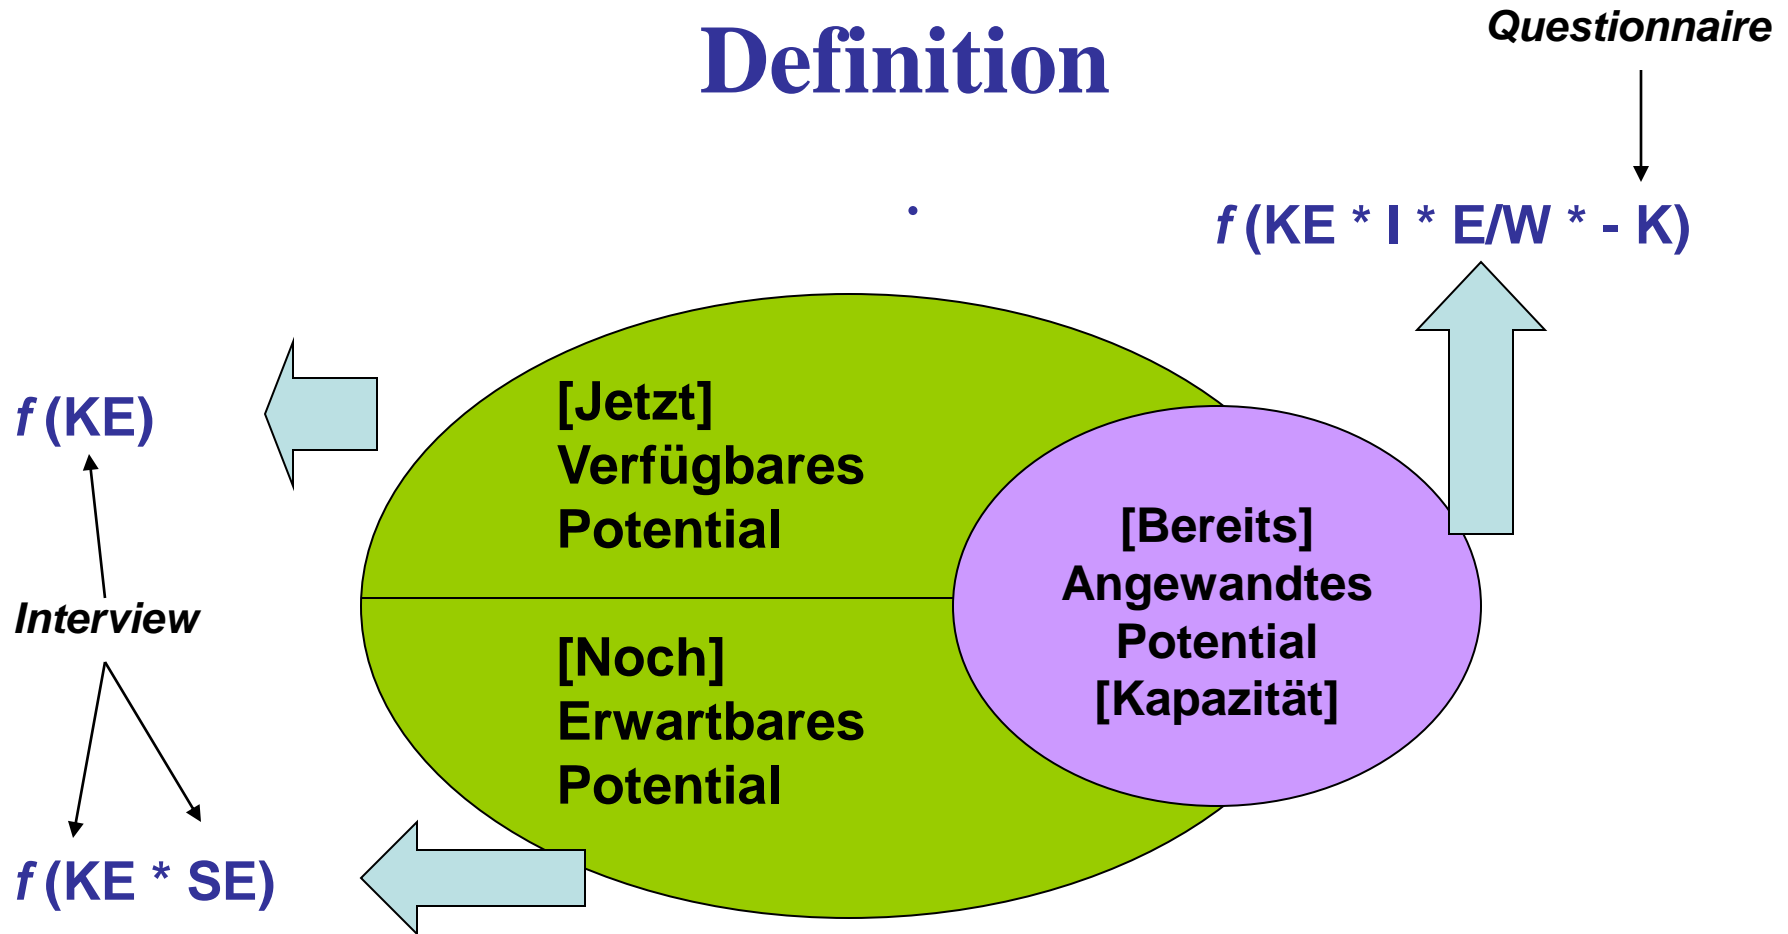 Definition
Questionnaire
.
f (KE * I * E/W * - K)
f (KE)
[Jetzt]
Verfügbares
Potential
[Bereits]
Angewandtes
Potential
[Kapazität]
Interview
[Noch]
Erwartbares
Potential
f (KE * SE)